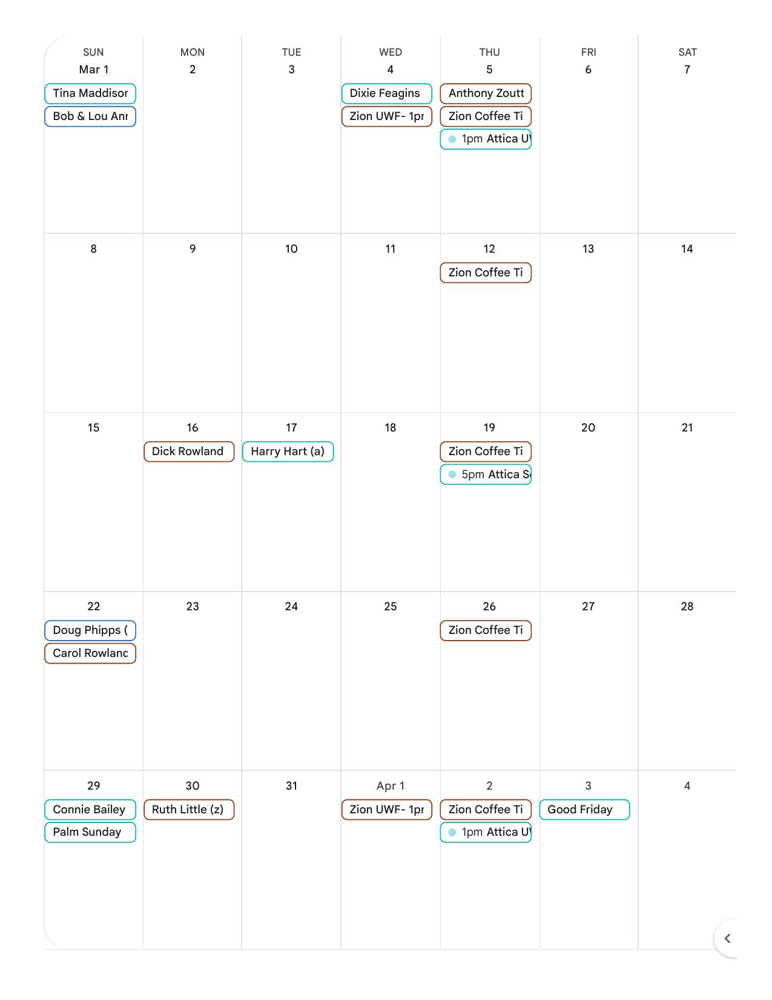 SUN MON TUE WED THU FRI SAT
Mar 1 2 3 4 5 6 7
Tina Maddisor Dixie Feagins Anthony Zoutt
Bob & Lou Anr Zion UWF- 1pr Zion Coffee Ti
1pm Attica U
8 9 10 11 12 13 14
Zion Coffee Ti
15 16 17 18 19 20 21
Dick Rowland Harry Hart (a) Zion Coffee Ti
5pm Attica S
22 23 24 25 26 27 28
Doug Phipps ( Zion Coffee Ti
Carol Rowland
29 30 31 Apr 1 2 3 4
Connie Bailey Ruth Little (z) Zion UWF- 1pr Zion Coffee Ti Good Friday
Palm Sunday 1pm Attica U